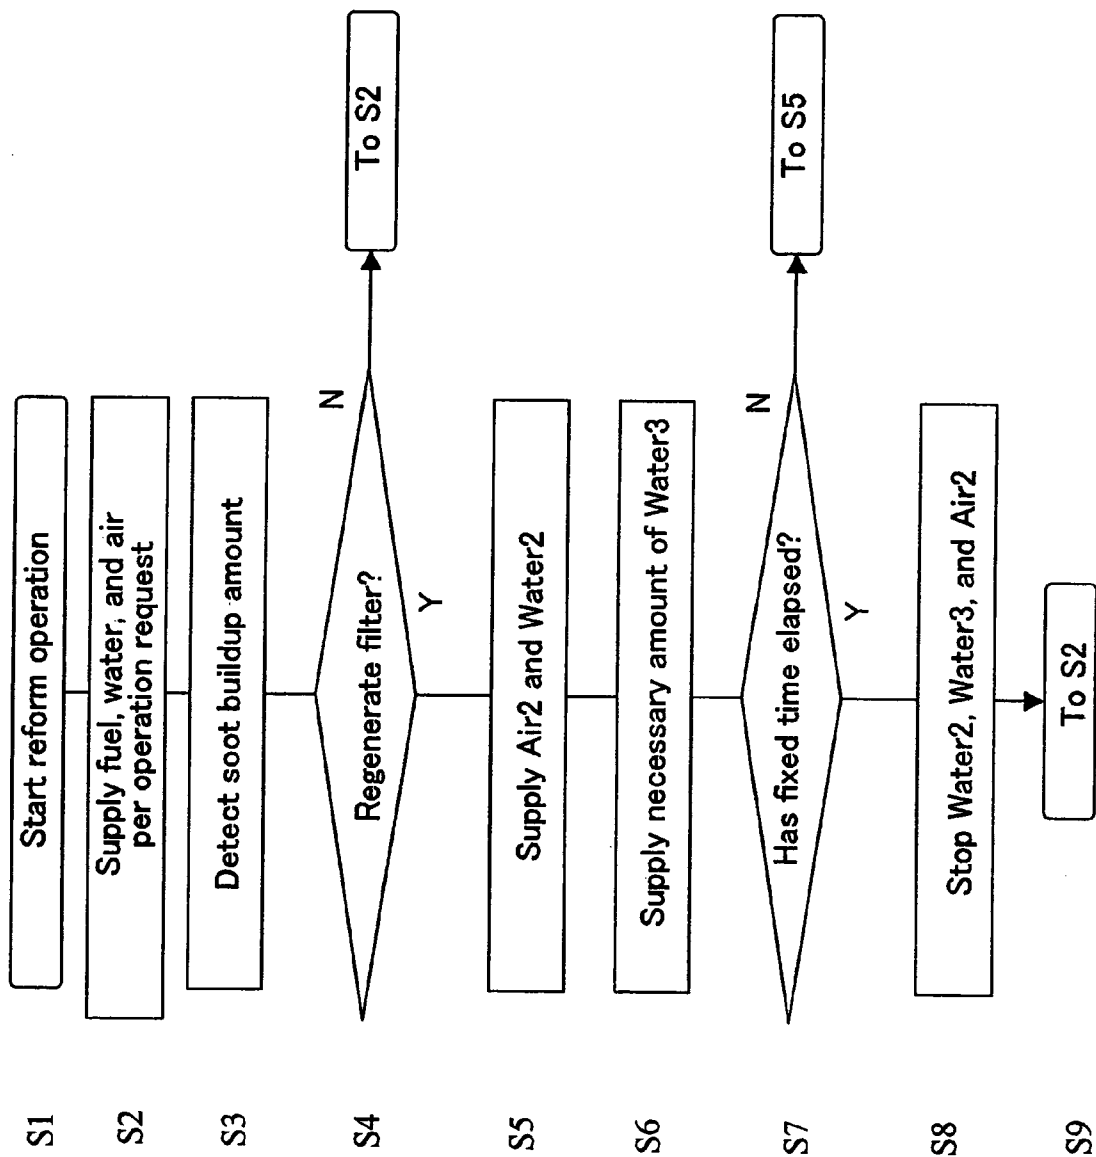 S1
Start reform operation
S2
Supply fuel, water, and air
per operation request
S3
Detect soot buildup amount
S4
Regenerate filter?
N
To S2
Y
S5
Supply Air2 and Water2
S6
Supply necessary amount of Water3
S7
Has fixed time elapsed?
N
To S5
Y
S8
Stop Water2, Water3, and Air2
S9
To S2